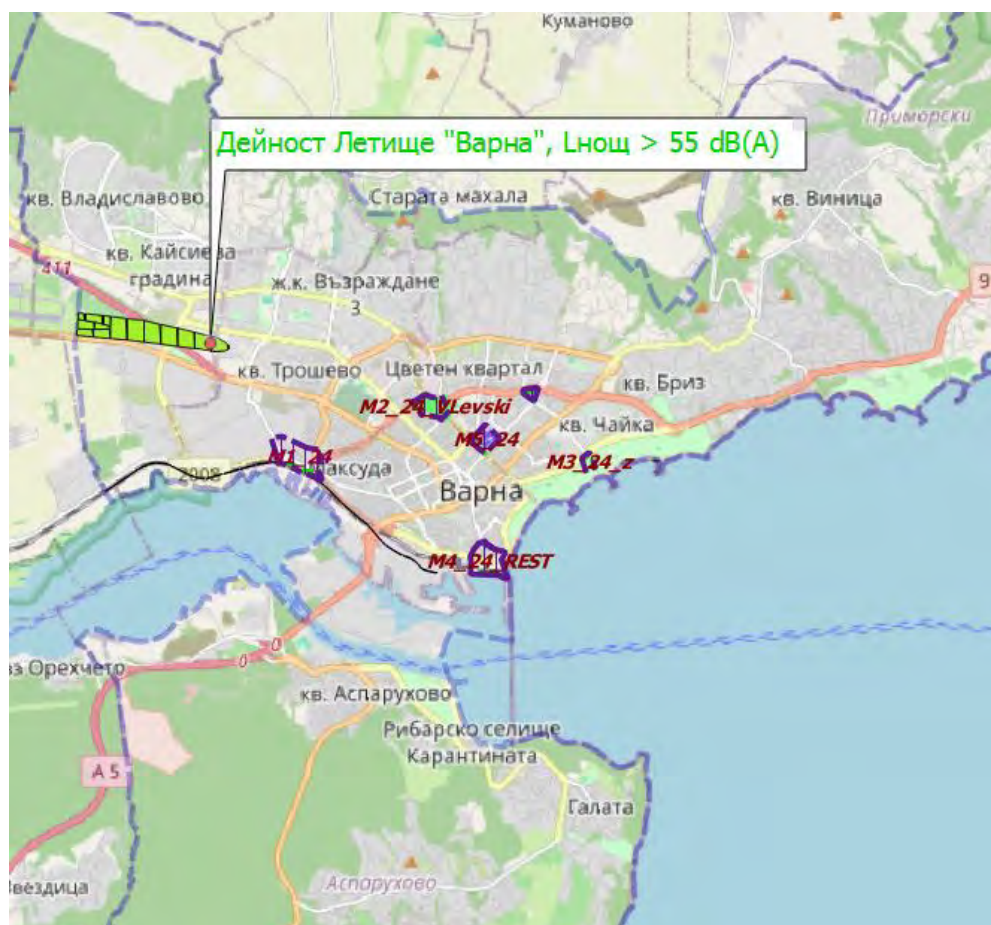 Куманово
Приморски
Дейност Летище "Варна", Lнощ > 55 dB(A)
кв. Владиславово
Старата махала
кв. Виница
кв. Кайсиева
градина
411
ж.к. Възраждане
3
9
кв. Трошево
Цветен квартал
кв. Бриз
M2_24_VLevski
кв. Чайка
M5_24
M1_24
аксуда
M3_24_z
2008
Варна
M4_24_REST
0
0
вз Орехчето
кв. Аспарухово
Рибарско селище
Карантината
A 5
Галата
Звездица
Аспарухово